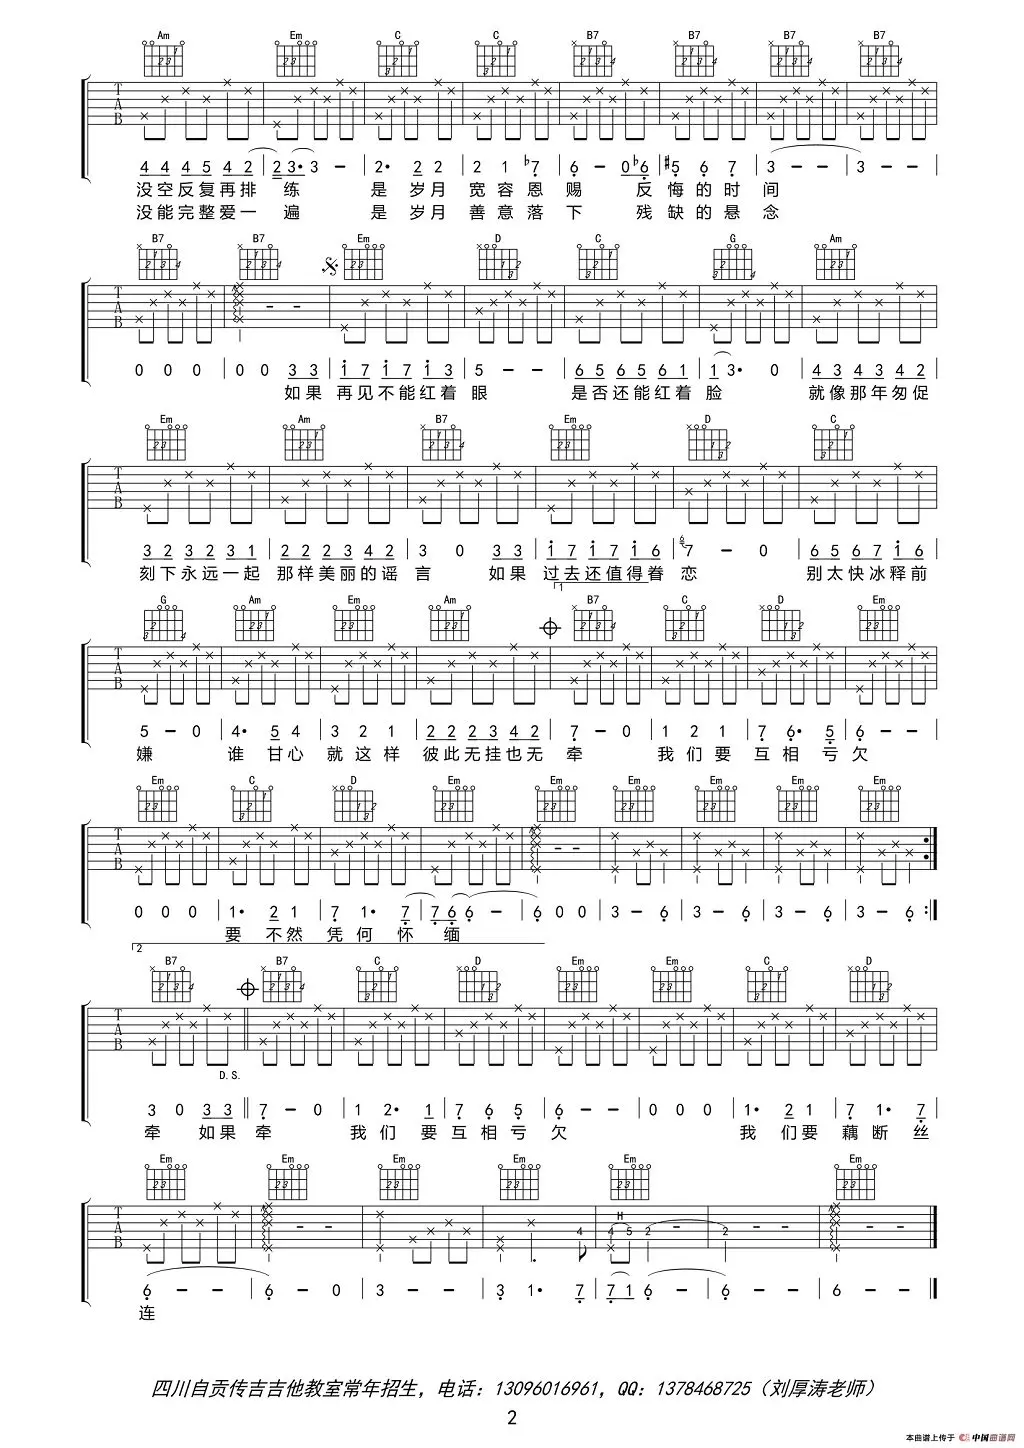 Am Em C C B7 B7 B7 B7
4 4 4 5 4 2 | 2 3· 3 － | 2· 2 2 | 2 1 ♭7 | 6 － 0 ♭6 | ♯5 6 7 | 3 － － | 3 － －
没空反复再排 练 是 岁月 宽容恩 赐 反 悔的时 间
没能完整爱一 遍 是 岁月 善意落 下 残 缺的悬 念
B7 B7 Em D C G Am
0 0 0 | 0 0 3 3 | 1 7 1 7 1 3 | 5 － － | 6 5 6 5 6 1 | 1 3· 0 | 4 3 4 3 4 2
如果 再见不能红着 眼 是否还能红着 脸 就像那年匆促
Em Am B7 Em D C
3 2 3 2 3 1 | 2 2 2 3 4 2 | 3 0 3 3 | 1 7 1 7 1 6 | 6 7 － 0 | 6 5 6 7 1 6
刻下永远一起 那样美丽的谣 言 如果 过去还值得眷 恋 别太快冰释前
1
G Am Em Am B7 C D Em
5 － 0 | 4· 5 4 | 3 2 1 | 2 2 2 3 4 2 | 7 － 0 | 1 2 1 | 7 6· 5 | 6 － －
嫌 谁 甘心 就这样 彼此无挂也无 牵 我们要 互相亏 欠
Em C D Em Em Em Em Em Em
0 0 0 | 1· 2 1 | 7 1· 7 | 7 6 6 － | 6 0 0 | 3 － 6 | 3 － 6 | 3 － 6 | 3 － 6
要 不然 凭何 怀 缅
2
B7 B7 C D Em Em C D
D.S.
3 0 3 3 | 7 － 0 | 1 2· 1 | 7 6 5 | 6 － － | 0 0 0 | 1· 2 1 | 7 1· 7
牵 如果 牵 我们 要 互相亏 欠 我们要 藕断 丝
Em Em Em Em Em Em Em
H
4 4 5 2 2
6 － － | 6 － 0 | 3 － － | 3 1· 7 | 7 1 6 － － | 6 － － | 6 － －
连
四川自贡传吉吉他教室常年招生，电话：13096016961，QQ：1378468725（刘厚涛老师）
2
本曲谱上传于 中国曲谱网